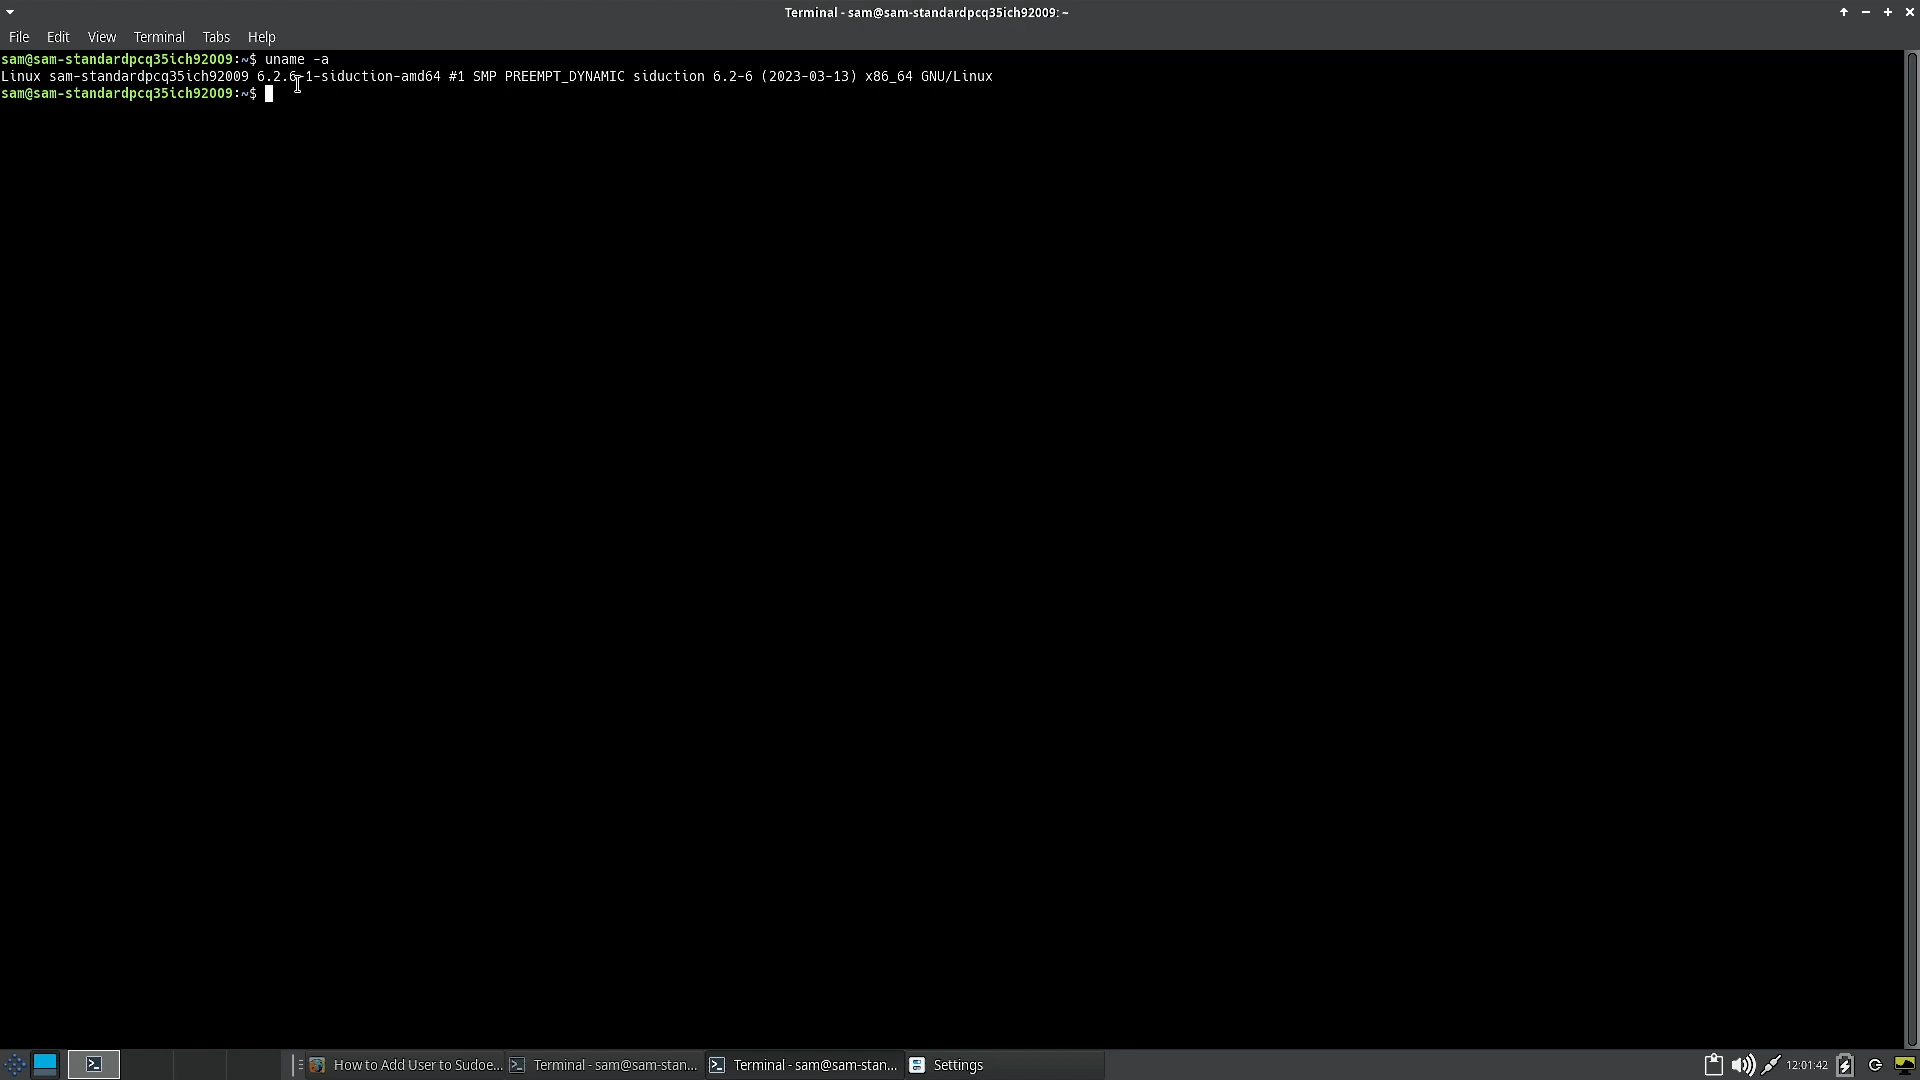 Terminal - sam@sam-standardpcq35ich92009: ~
File Edit View Terminal Tabs Help
sam@sam-standardpcq35ich92009:~$ uname -a
Linux sam-standardpcq35ich92009 6.2.6-1-siduction-amd64 #1 SMP PREEMPT_DYNAMIC siduction 6.2-6 (2023-03-13) x86_64 GNU/Linux
sam@sam-standardpcq35ich92009:~$
How to Add User to Sudoe... Terminal - sam@sam-stan... Terminal - sam@sam-stan... Settings 12:01:42